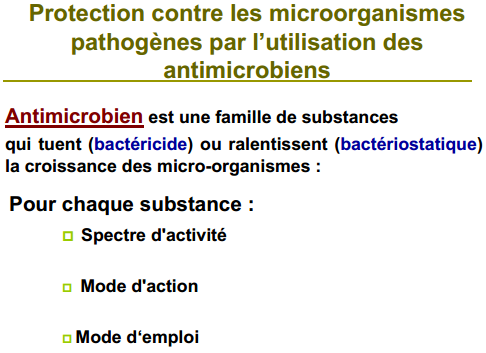 Protection contre les microorganismes
pathogènes par l’utilisation des
antimicrobiens
Antimicrobien est une famille de substances
qui tuent (bactéricide) ou ralentissent (bactériostatique)
la croissance des micro-organismes :
Pour chaque substance :
Spectre d'activité
Mode d'action
Mode d‘emploi